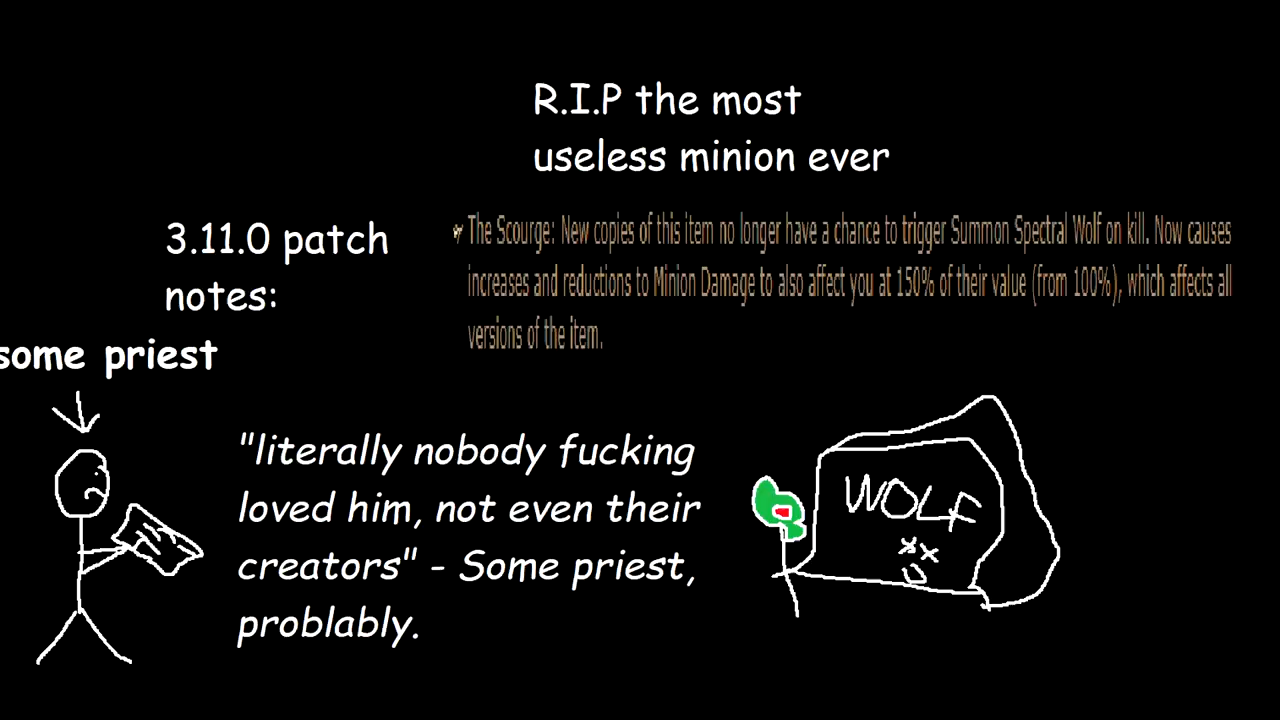 R.I.P the most
useless minion ever
3.11.0 patch
notes:
The Scourge: New copies of this item no longer have a chance to trigger Summon Spectral Wolf on kill. Now causes
increases and reductions to Minion Damage to also affect you at 150% of their value (from 100%), which affects all
versions of the item.
some priest
"literally nobody fucking
loved him, not even their
creators" - Some priest,
problably.
WOLF